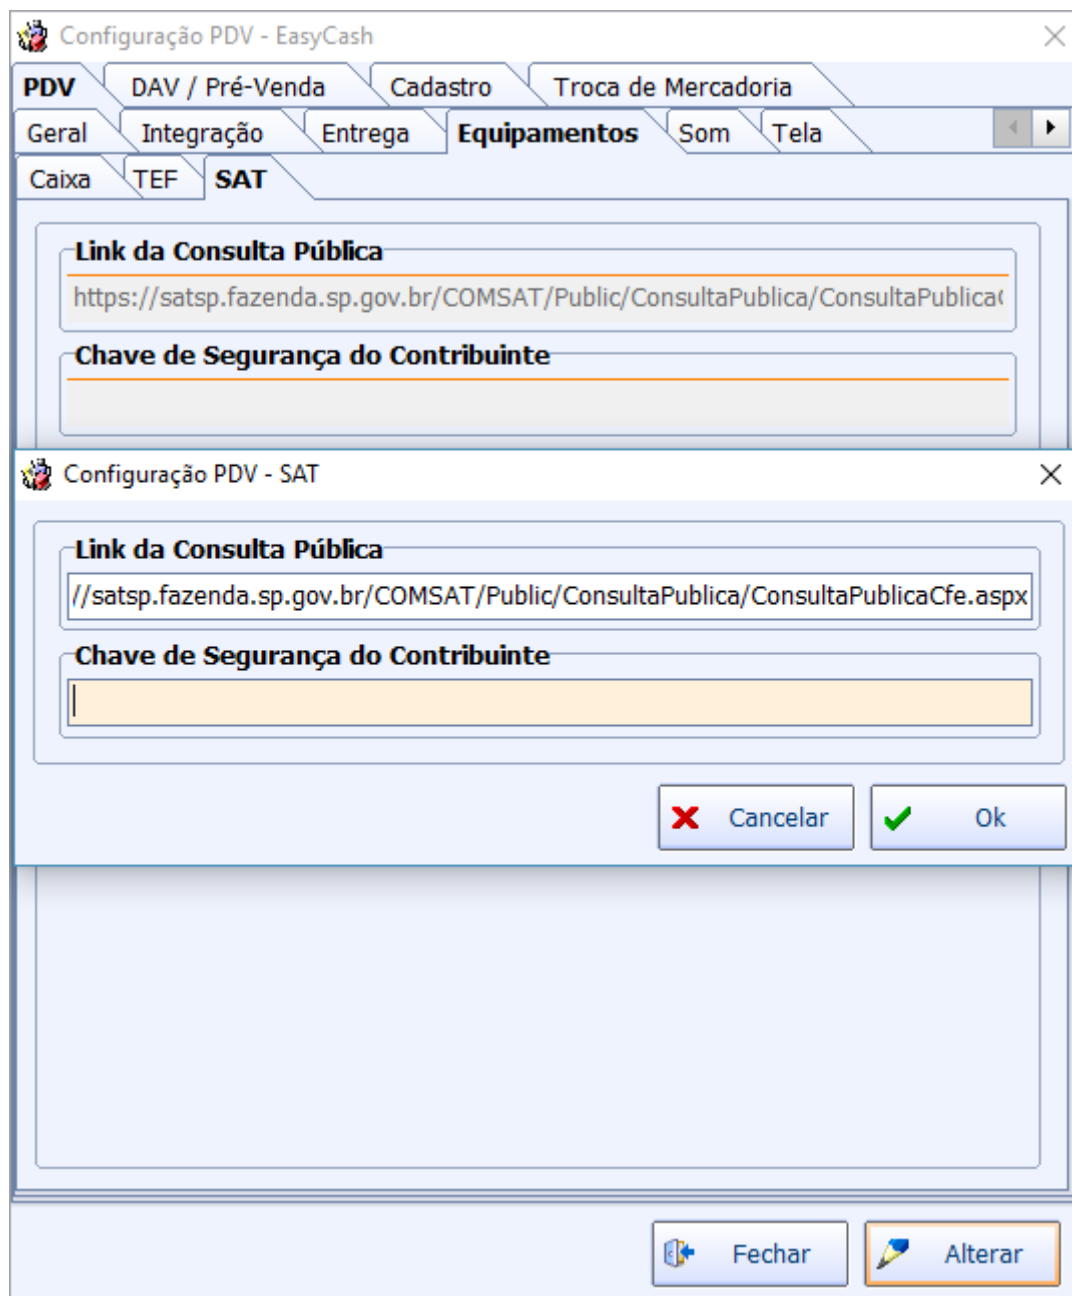 Configuração PDV - EasyCash
PDV DAV / Pré-Venda Cadastro Troca de Mercadoria
Geral Integração Entrega Equipamentos Som Tela
Caixa TEF SAT
Link da Consulta Pública
https://satsp.fazenda.sp.gov.br/COMSAT/Public/ConsultaPublica/ConsultaPublicaC
Chave de Segurança do Contribuinte
Configuração PDV - SAT
Link da Consulta Pública
//satsp.fazenda.sp.gov.br/COMSAT/Public/ConsultaPublica/ConsultaPublicaCfe.aspx
Chave de Segurança do Contribuinte
Cancelar Ok
Fechar Alterar